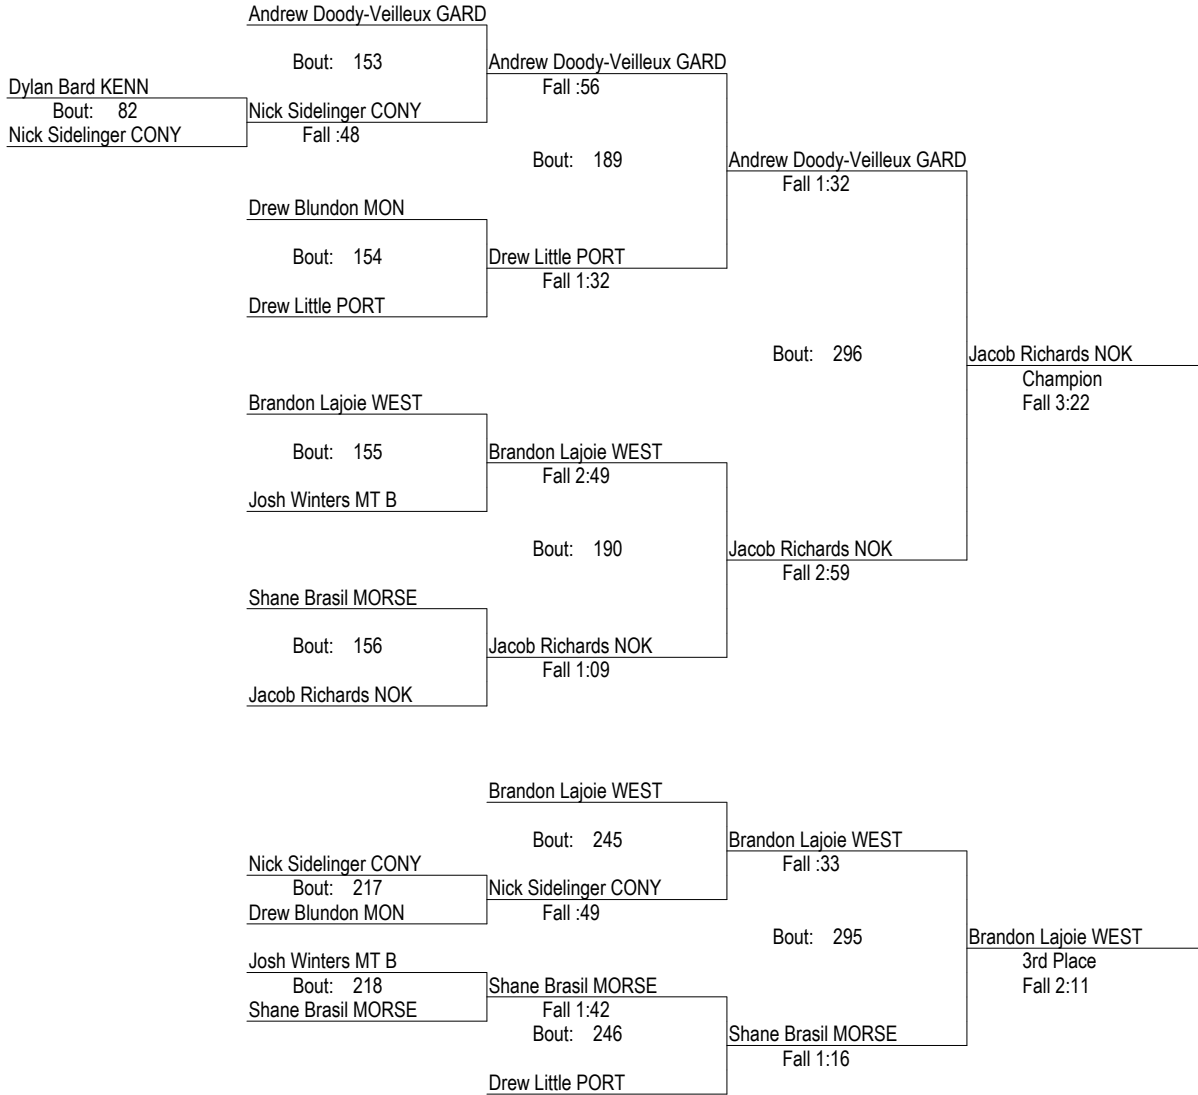 Andrew Doody-Veilleux GARD
Bout: 153
Andrew Doody-Veilleux GARD
Dylan Bard KENN
Fall :56
Bout: 82
Nick Sidelinger CONY
Nick Sidelinger CONY
Fall :48
Bout: 189
Andrew Doody-Veilleux GARD
Fall 1:32
Drew Blundon MON
Bout: 154
Drew Little PORT
Fall 1:32
Drew Little PORT
Bout: 296
Jacob Richards NOK
Champion
Brandon Lajoie WEST
Fall 3:22
Bout: 155
Brandon Lajoie WEST
Fall 2:49
Josh Winters MT B
Bout: 190
Jacob Richards NOK
Fall 2:59
Shane Brasil MORSE
Bout: 156
Jacob Richards NOK
Fall 1:09
Jacob Richards NOK
Brandon Lajoie WEST
Bout: 245
Brandon Lajoie WEST
Nick Sidelinger CONY
Fall :33
Bout: 217
Nick Sidelinger CONY
Drew Blundon MON
Fall :49
Bout: 295
Brandon Lajoie WEST
Josh Winters MT B
3rd Place
Bout: 218
Shane Brasil MORSE
Fall 2:11
Shane Brasil MORSE
Fall 1:42
Bout: 246
Shane Brasil MORSE
Fall 1:16
Drew Little PORT